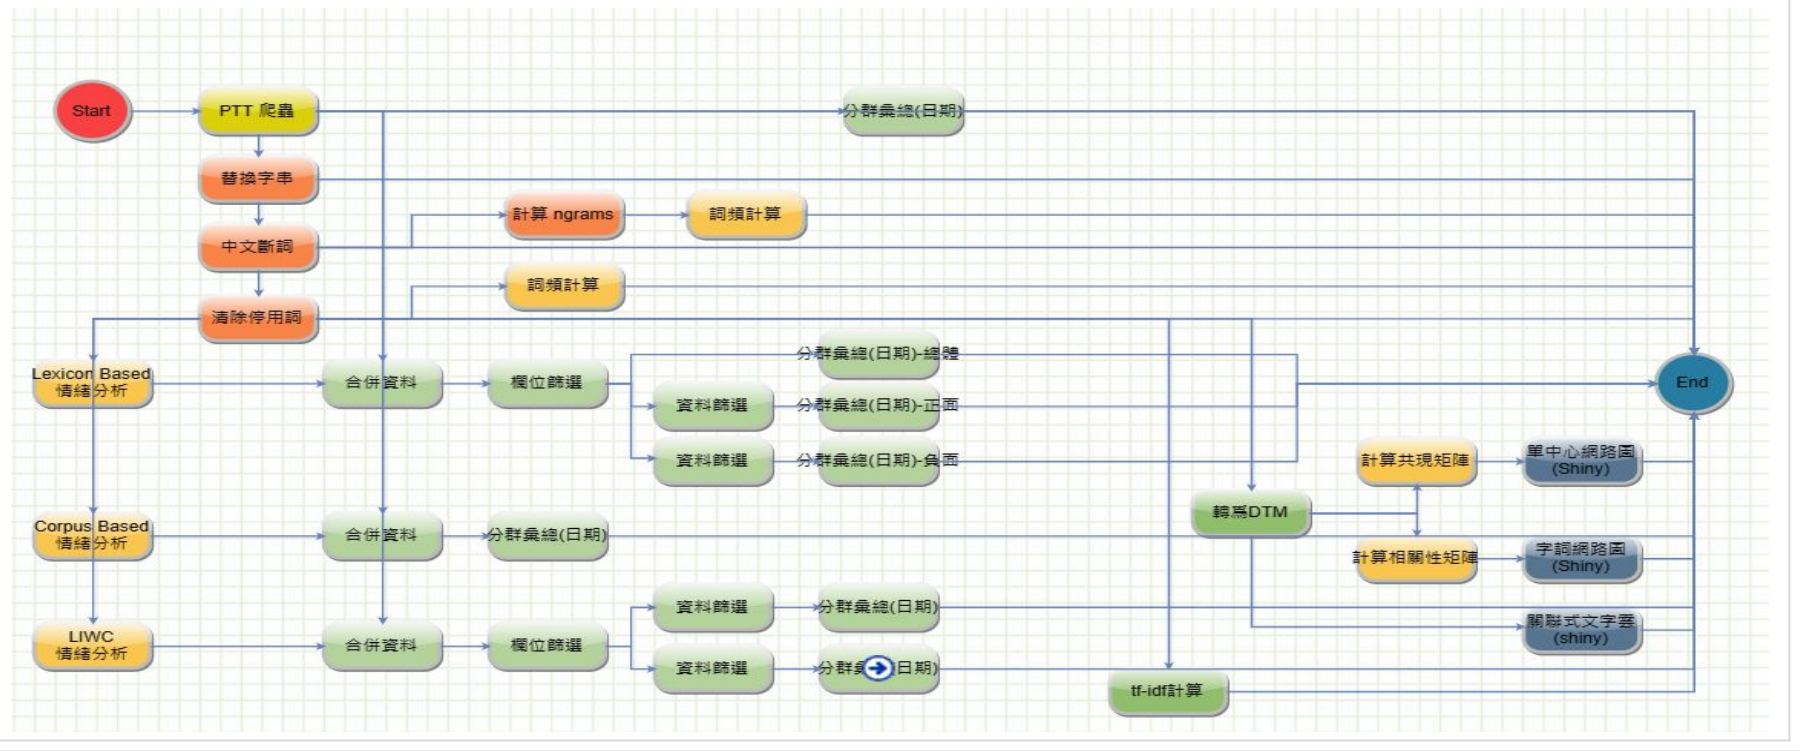 Start
PTT 爬蟲
分群彙總(日期)
替換字串
計算 ngrams
詞頻計算
中文斷詞
詞頻計算
清除停用詞
分群彙總(日期)-總體
Lexicon Based
情緒分析
合併資料
欄位篩選
End
資料篩選
分群彙總(日期)-正面
資料篩選
分群彙總(日期)-負面
計算共現矩陣
單中心網路圖
(Shiny)
轉為DTM
Corpus Based
情緒分析
合併資料
分群彙總(日期)
計算相關性矩陣
字詞網路圖
(Shiny)
資料篩選
分群彙總(日期)
關聯式文字雲
(shiny)
LIWC
情緒分析
合併資料
欄位篩選
資料篩選
分群 日期)
tf-idf計算